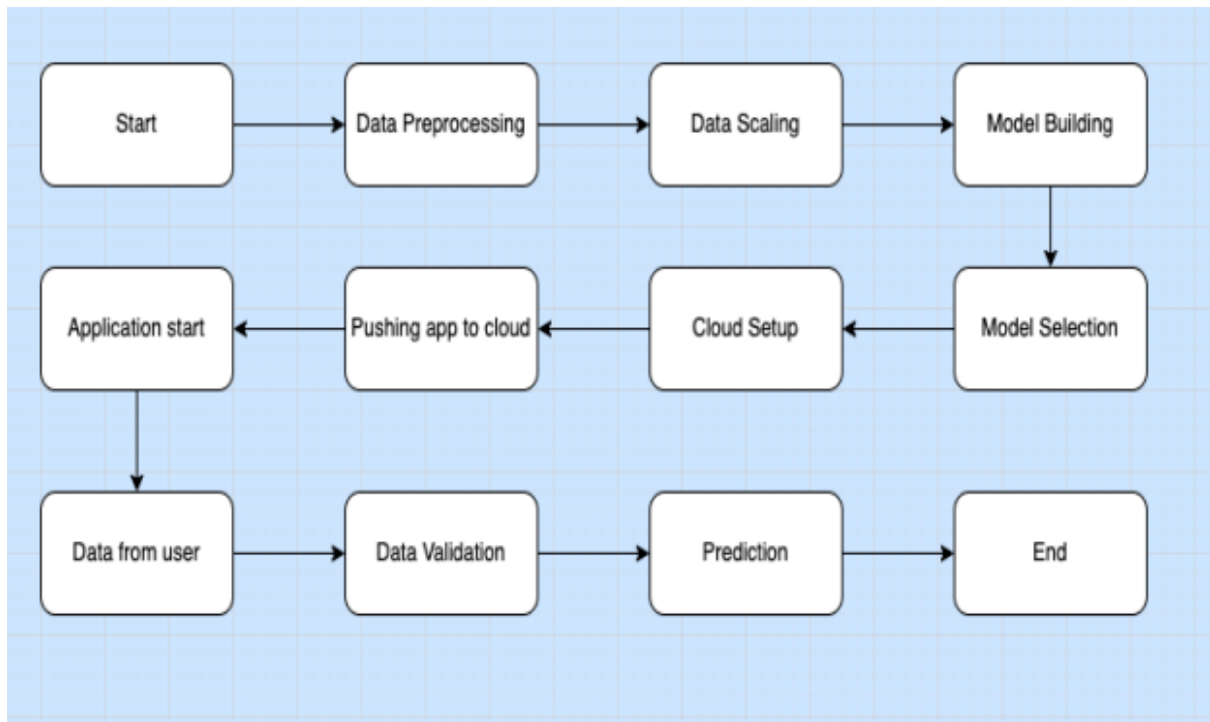 Start
Data Preprocessing
Data Scaling
Model Building
Application start
Pushing app to cloud
Cloud Setup
Model Selection
Data from user
Data Validation
Prediction
End